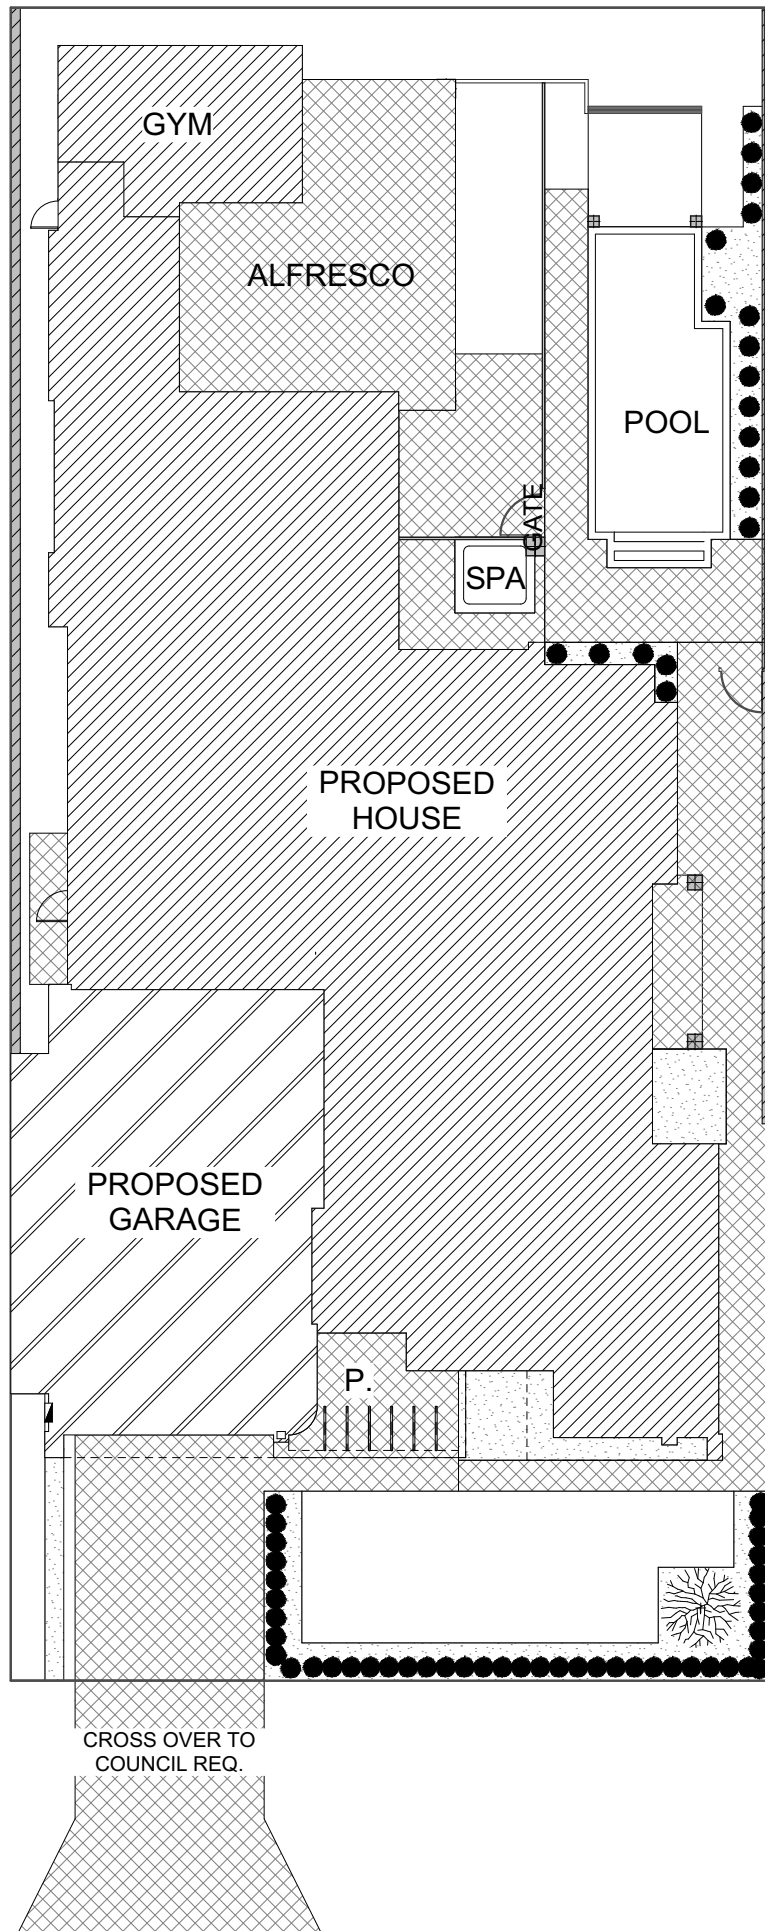 GYM
ALFRESCO
POOL
GATE
SPA
PROPOSED
HOUSE
PROPOSED
GARAGE
P.
CROSS OVER TO
COUNCIL REQ.